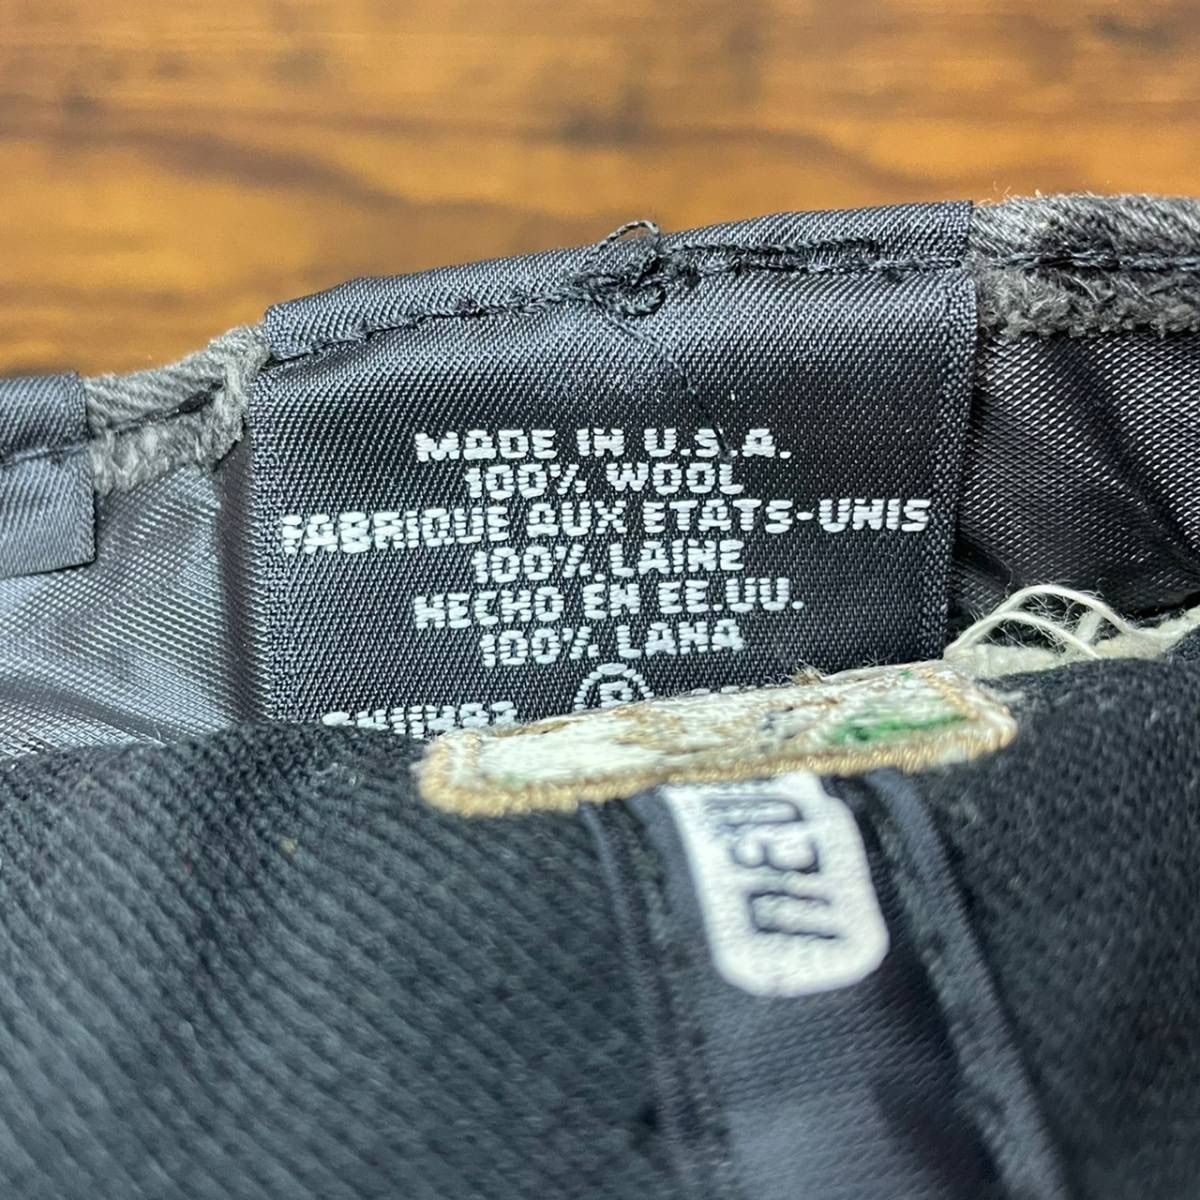 MADE IN U.S.A.
100% WOOL
FABRIQUE AUX ETATS-UNIS
100% LAINE
HECHO EN EE.UU.
100% LANA
®